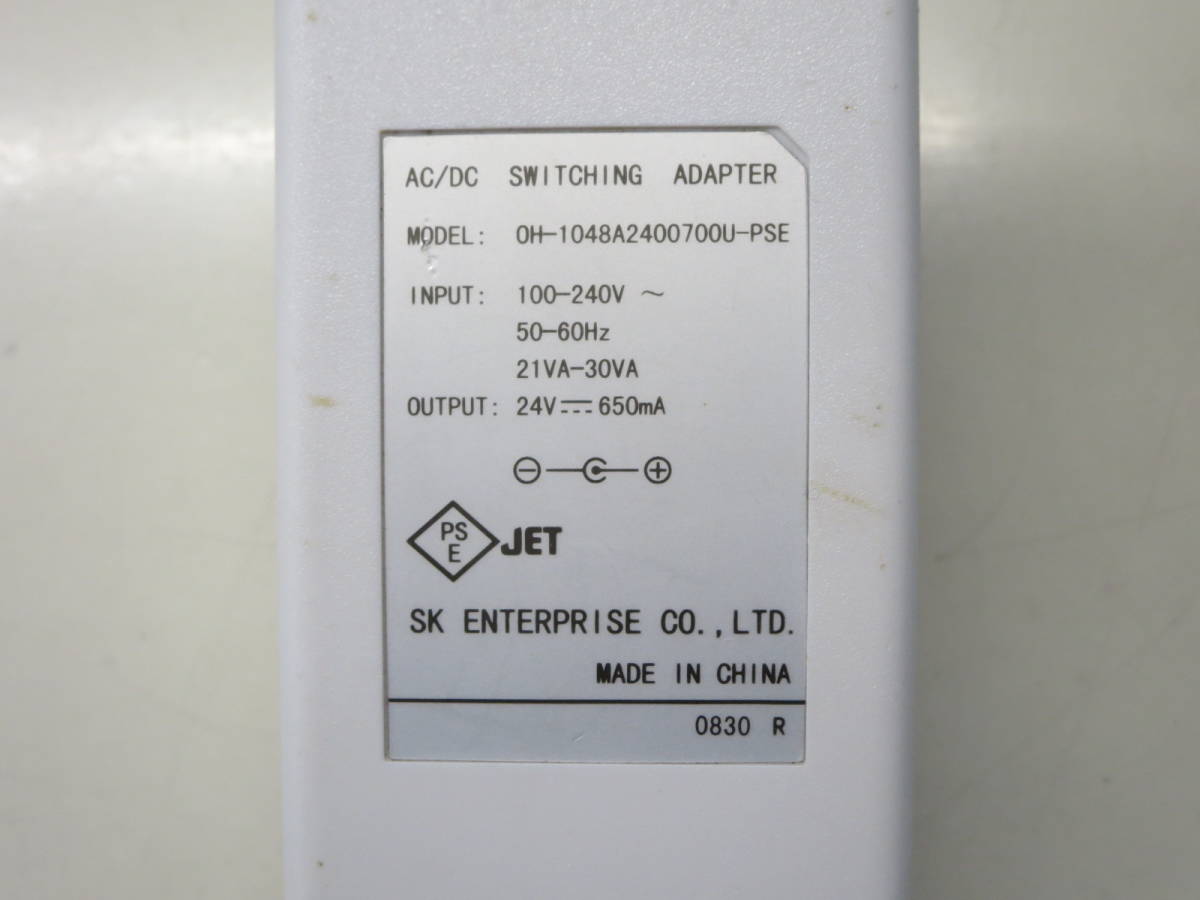 AC/DC SWITCHING ADAPTER
MODEL: OH-1048A2400700U-PSE
INPUT: 100-240V ~
50-60Hz
21VA-30VA
OUTPUT: 24V⎓650mA
PS
E
JET
SK ENTERPRISE CO.,LTD.
MADE IN CHINA
0830 R